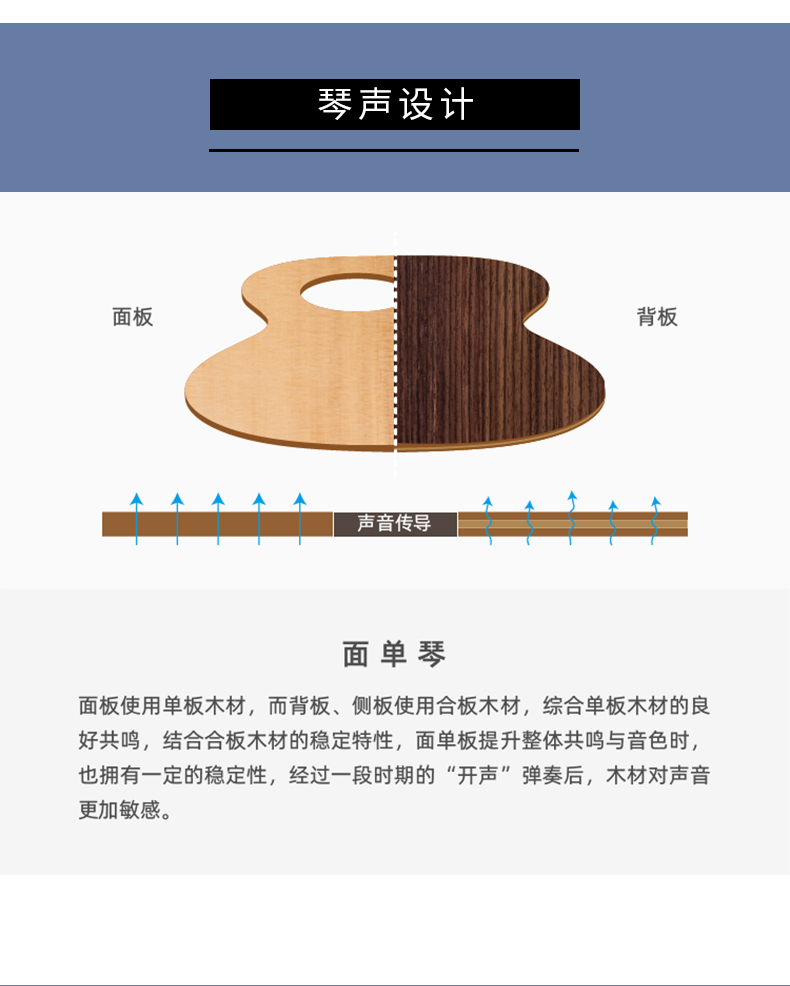 琴声设计
面板
背板
声音传导
面单琴
面板使用单板木材，而背板、侧板使用合板木材，综合单板木材的良
好共鸣，结合合板木材的稳定特性，面单板提升整体共鸣与音色时，
也拥有一定的稳定性，经过一段时期的“开声”弹奏后，木材对声音
更加敏感。